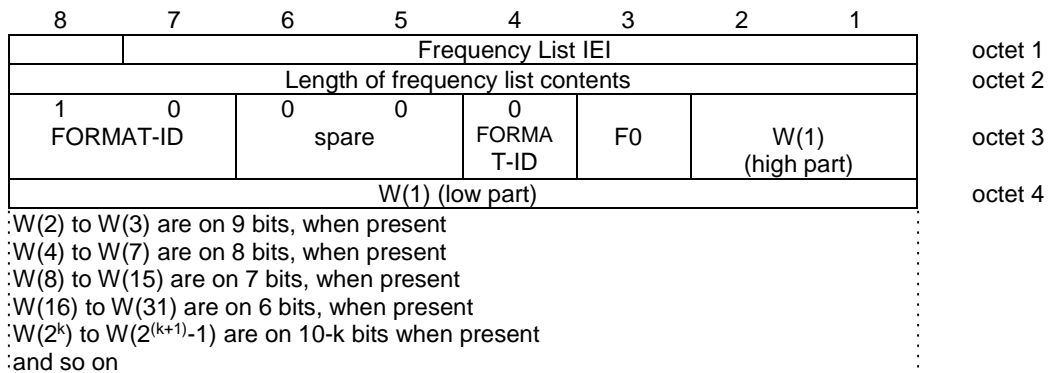 8 7 6 5 4 3 2 1
Frequency List IEI octet 1
Length of frequency list contents octet 2
1 0 0 0 0
FORMAT-ID spare FORMA F0 W(1) octet 3
T-ID (high part)
W(1) (low part) octet 4
W(2) to W(3) are on 9 bits, when present
W(4) to W(7) are on 8 bits, when present
W(8) to W(15) are on 7 bits, when present
W(16) to W(31) are on 6 bits, when present
W(2^k) to W(2^(k+1)-1) are on 10-k bits when present
and so on